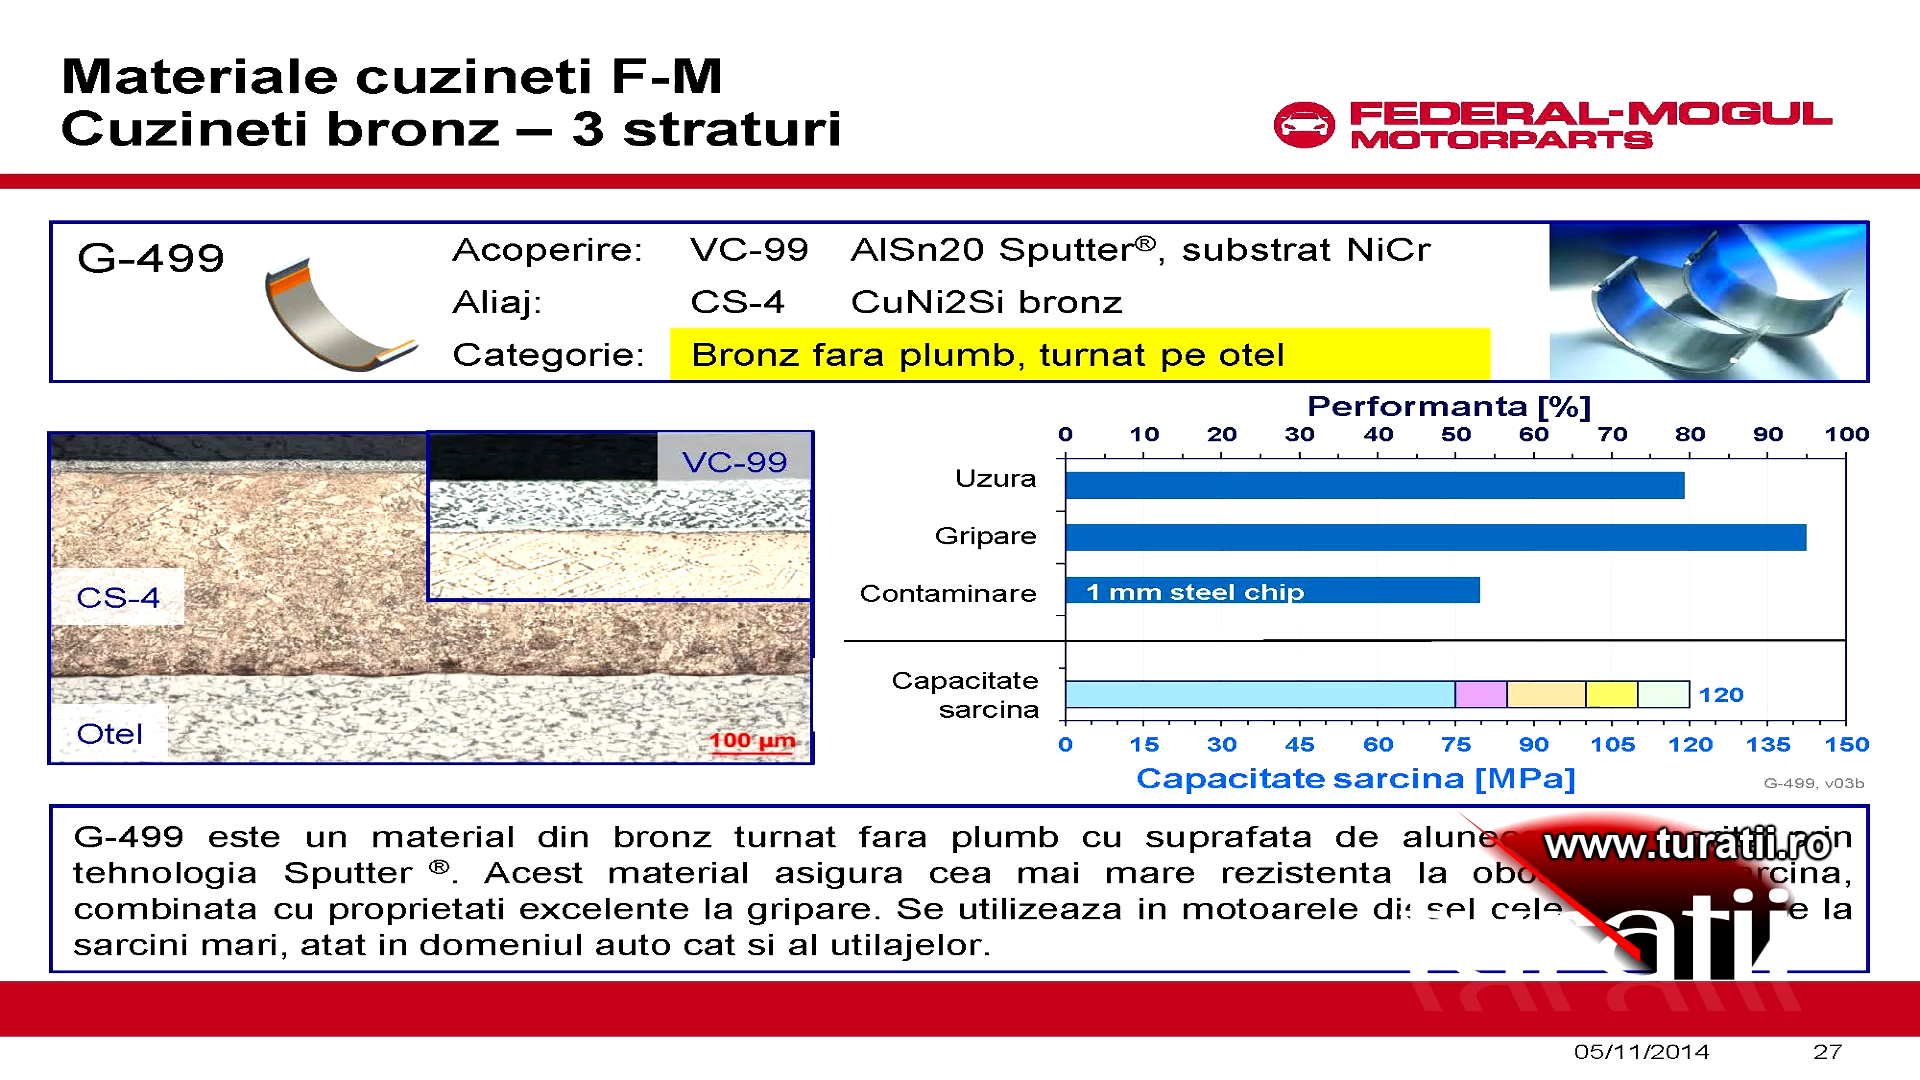 Materiale cuzineti F-M
Cuzineti bronz – 3 straturi
FEDERAL-MOGUL
MOTORPARTS
G-499
Acoperire: VC-99 AlSn20 Sputter®, substrat NiCr
Aliaj: CS-4 CuNi2Si bronz
Categorie: Bronz fara plumb, turnat pe otel
VC-99
CS-4
Otel
100 µm
Performanta [%]
0 10 20 30 40 50 60 70 80 90 100
Uzura
Gripare
Contaminare 1 mm steel chip
Capacitate
sarcina
120
0 15 30 45 60 75 90 105 120 135 150
Capacitate sarcina [MPa]
G-499, v03b
G-499 este un material din bronz turnat fara plumb cu suprafata de
tehnologia Sputter ®. Acest material asigura cea mai mare rezistenta la
combinata cu proprietati excelente la gripare. Se utilizeaza in motoarele la
sarcini mari, atat in domeniul auto cat si al utilajelor.
www.turatii.ro
turatii
05/11/2014 27